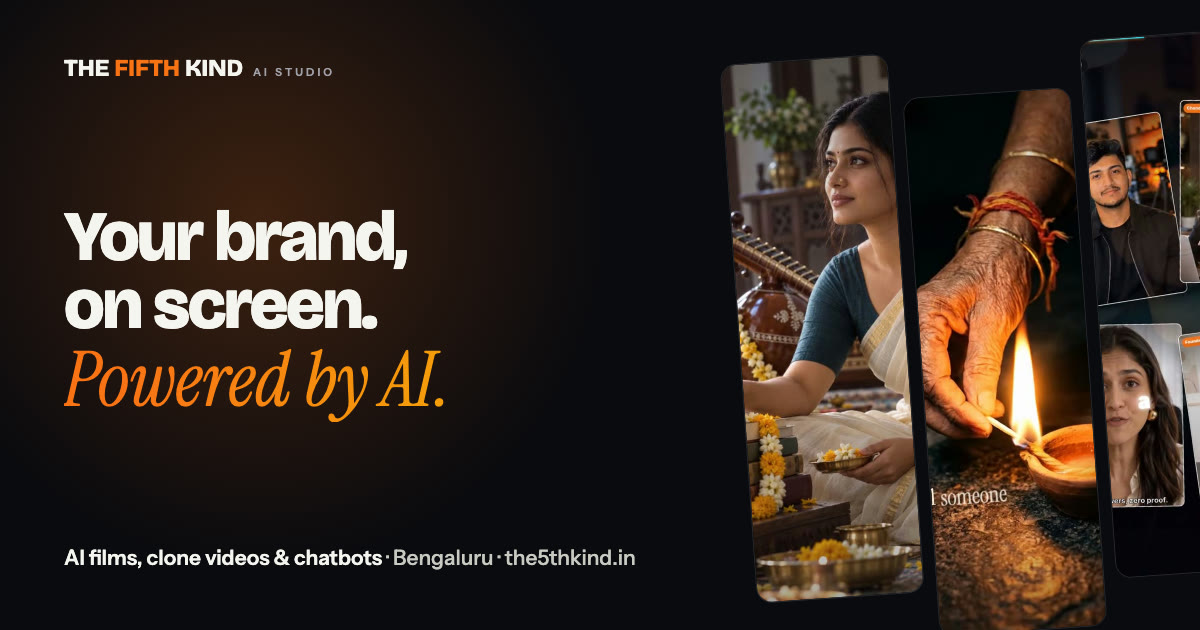 THE FIFTH KIND AI STUDIO
Your brand,
on screen.
Powered by AI.
AI films, clone videos & chatbots · Bengaluru · the5thkind.in
someone
zero proof.